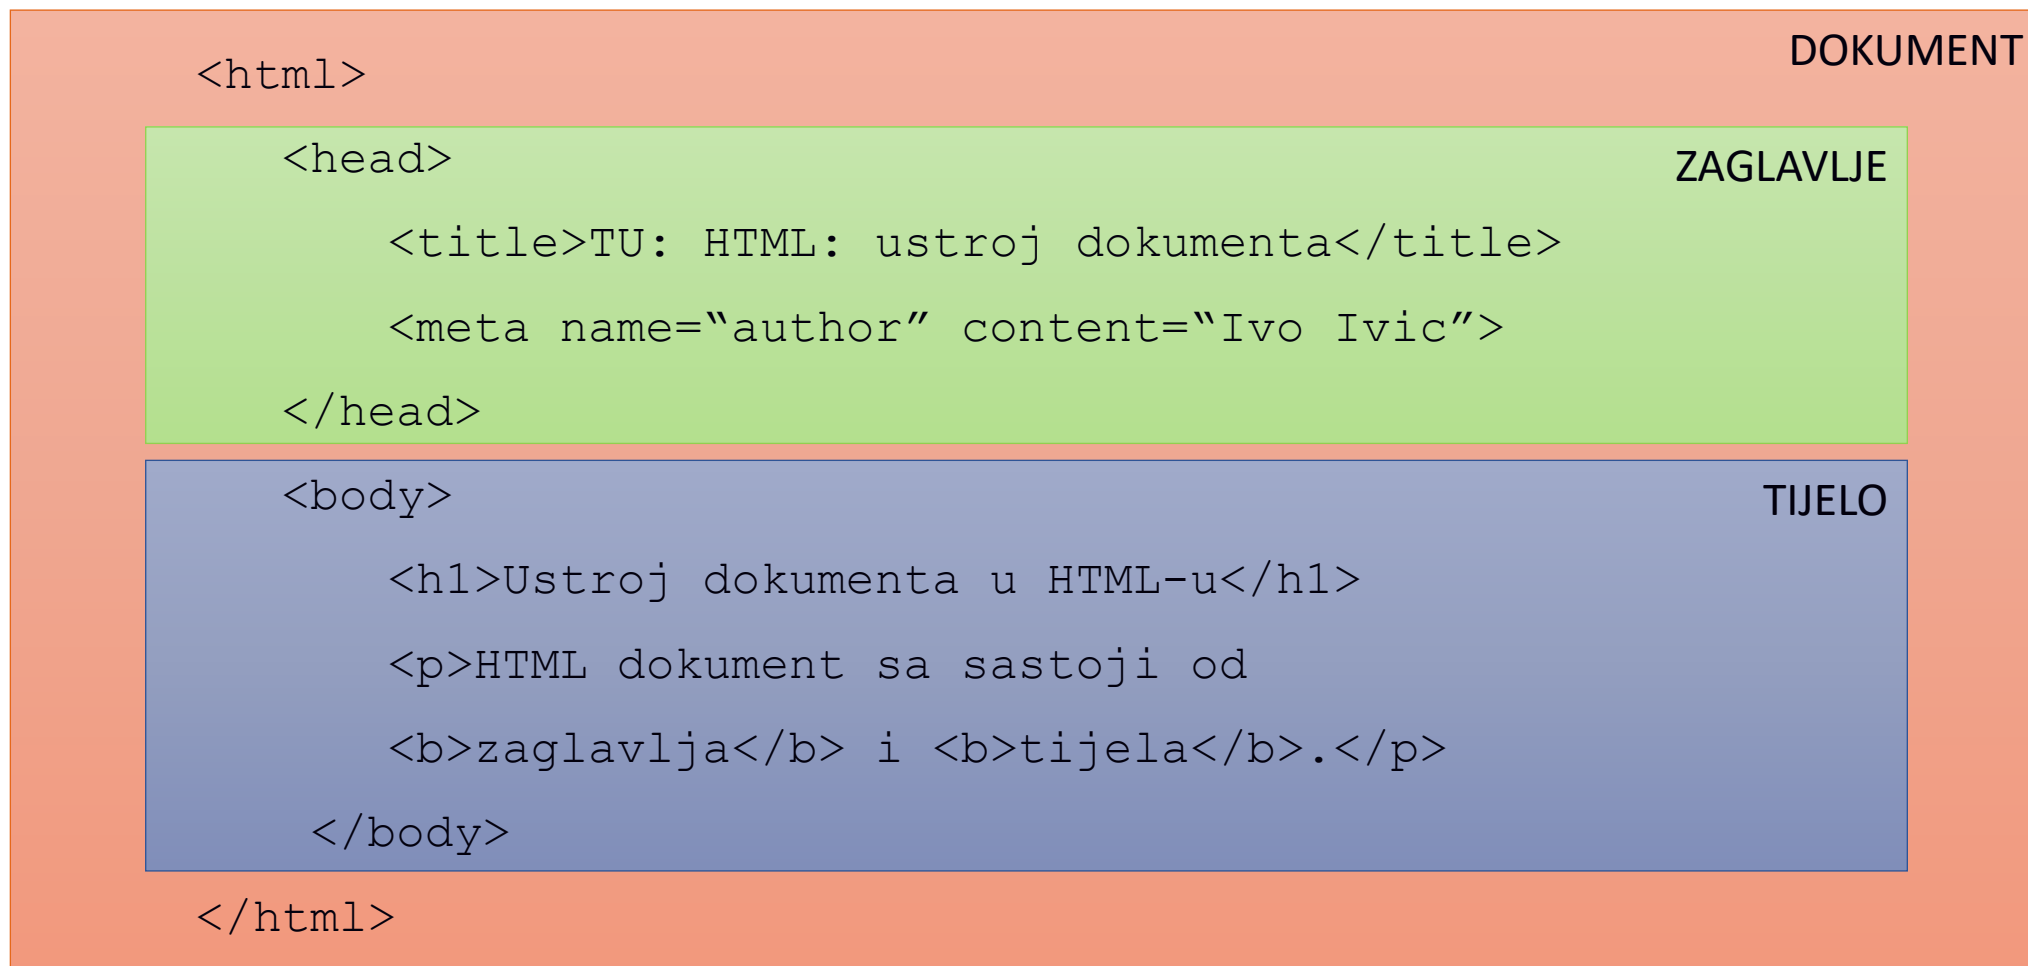 DOKUMENT
<html>
<head>
ZAGLAVLJE
<title>TU: HTML: ustroj dokumenta</title>
<meta name=“author” content=“Ivo Ivic”>
</head>
<body>
TIJELO
<h1>Ustroj dokumenta u HTML-u</h1>
<p>HTML dokument sa sastoji od
<b>zaglavlja</b> i <b>tijela</b>.</p>
</body>
</html>